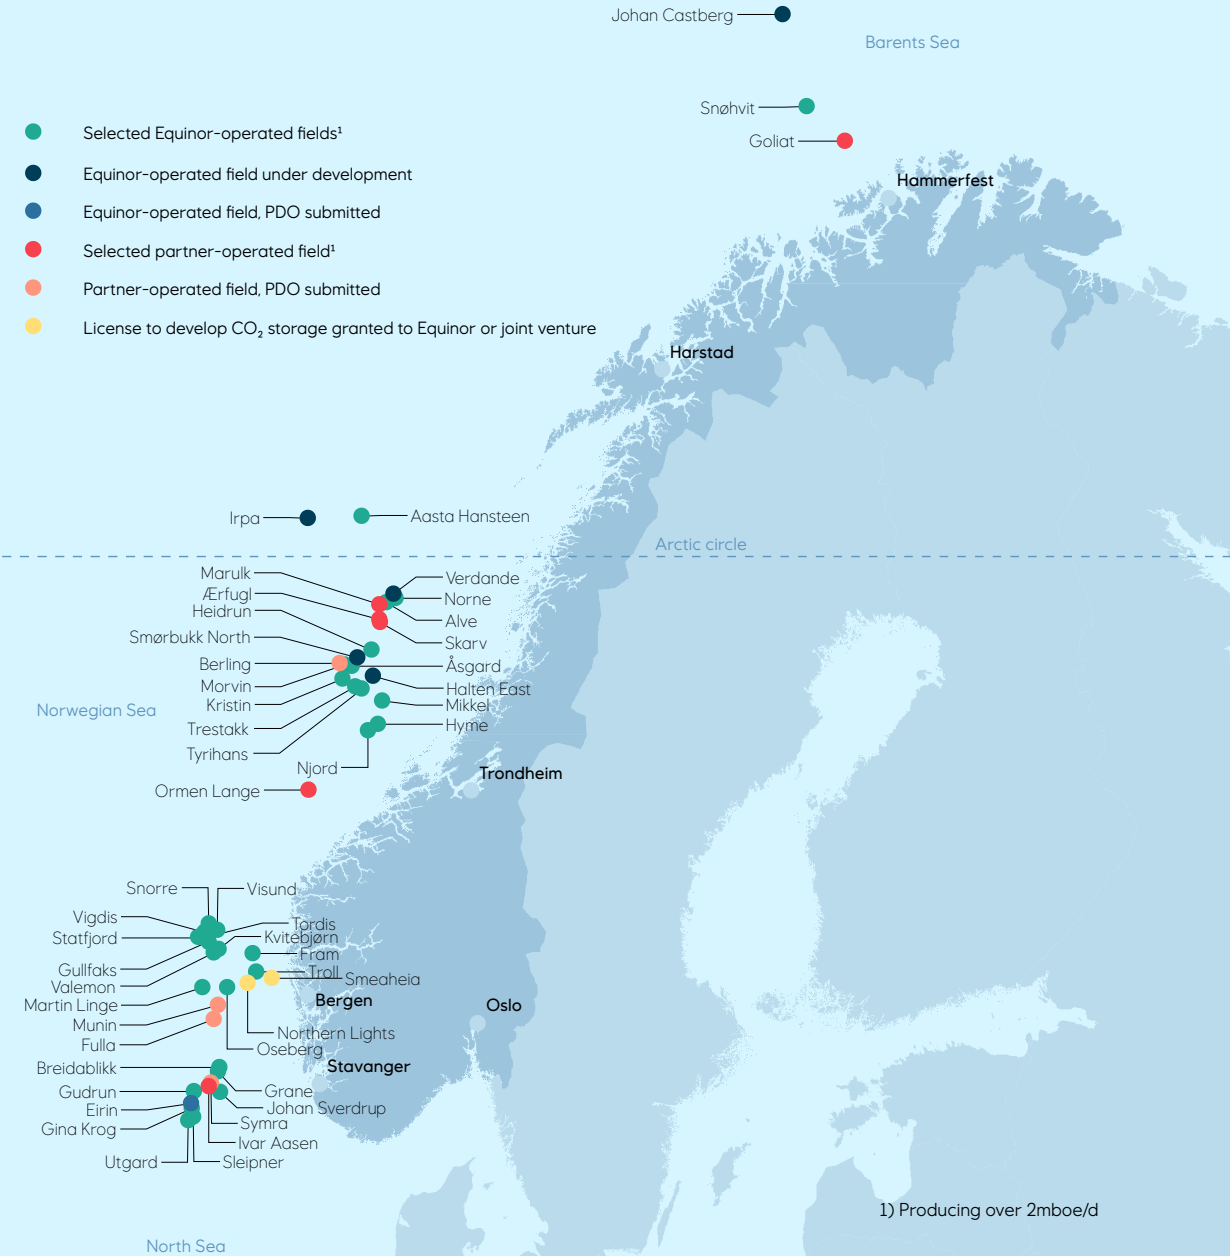 Johan Castberg
Barents Sea
Snøhvit
Goliat
Selected Equinor-operated fields¹
Equinor-operated field under development
Equinor-operated field, PDO submitted
Selected partner-operated field¹
Partner-operated field, PDO submitted
License to develop CO₂ storage granted to Equinor or joint venture
Hammerfest
Harstad
Irpa
Aasta Hansteen
Arctic circle
Marulk
Ærfugl
Heidrun
Smørbukk North
Berling
Morvin
Kristin
Trestakk
Tyrihans
Njord
Ormen Lange
Verdande
Norne
Alve
Skarv
Åsgard
Halten East
Mikkel
Hyme
Norwegian Sea
Trondheim
Snorre
Visund
Vigdis
Statfjord
Gullfaks
Valemon
Martin Linge
Munin
Fulla
Tordis
Kvitebjørn
Fram
Troll
Smeaheia
Bergen
Oslo
Northern Lights
Oseberg
Stavanger
Breidablikk
Gudrun
Eirin
Gina Krog
Utgard
Grane
Johan Sverdrup
Symra
Ivar Aasen
Sleipner
1) Producing over 2mboe/d
North Sea